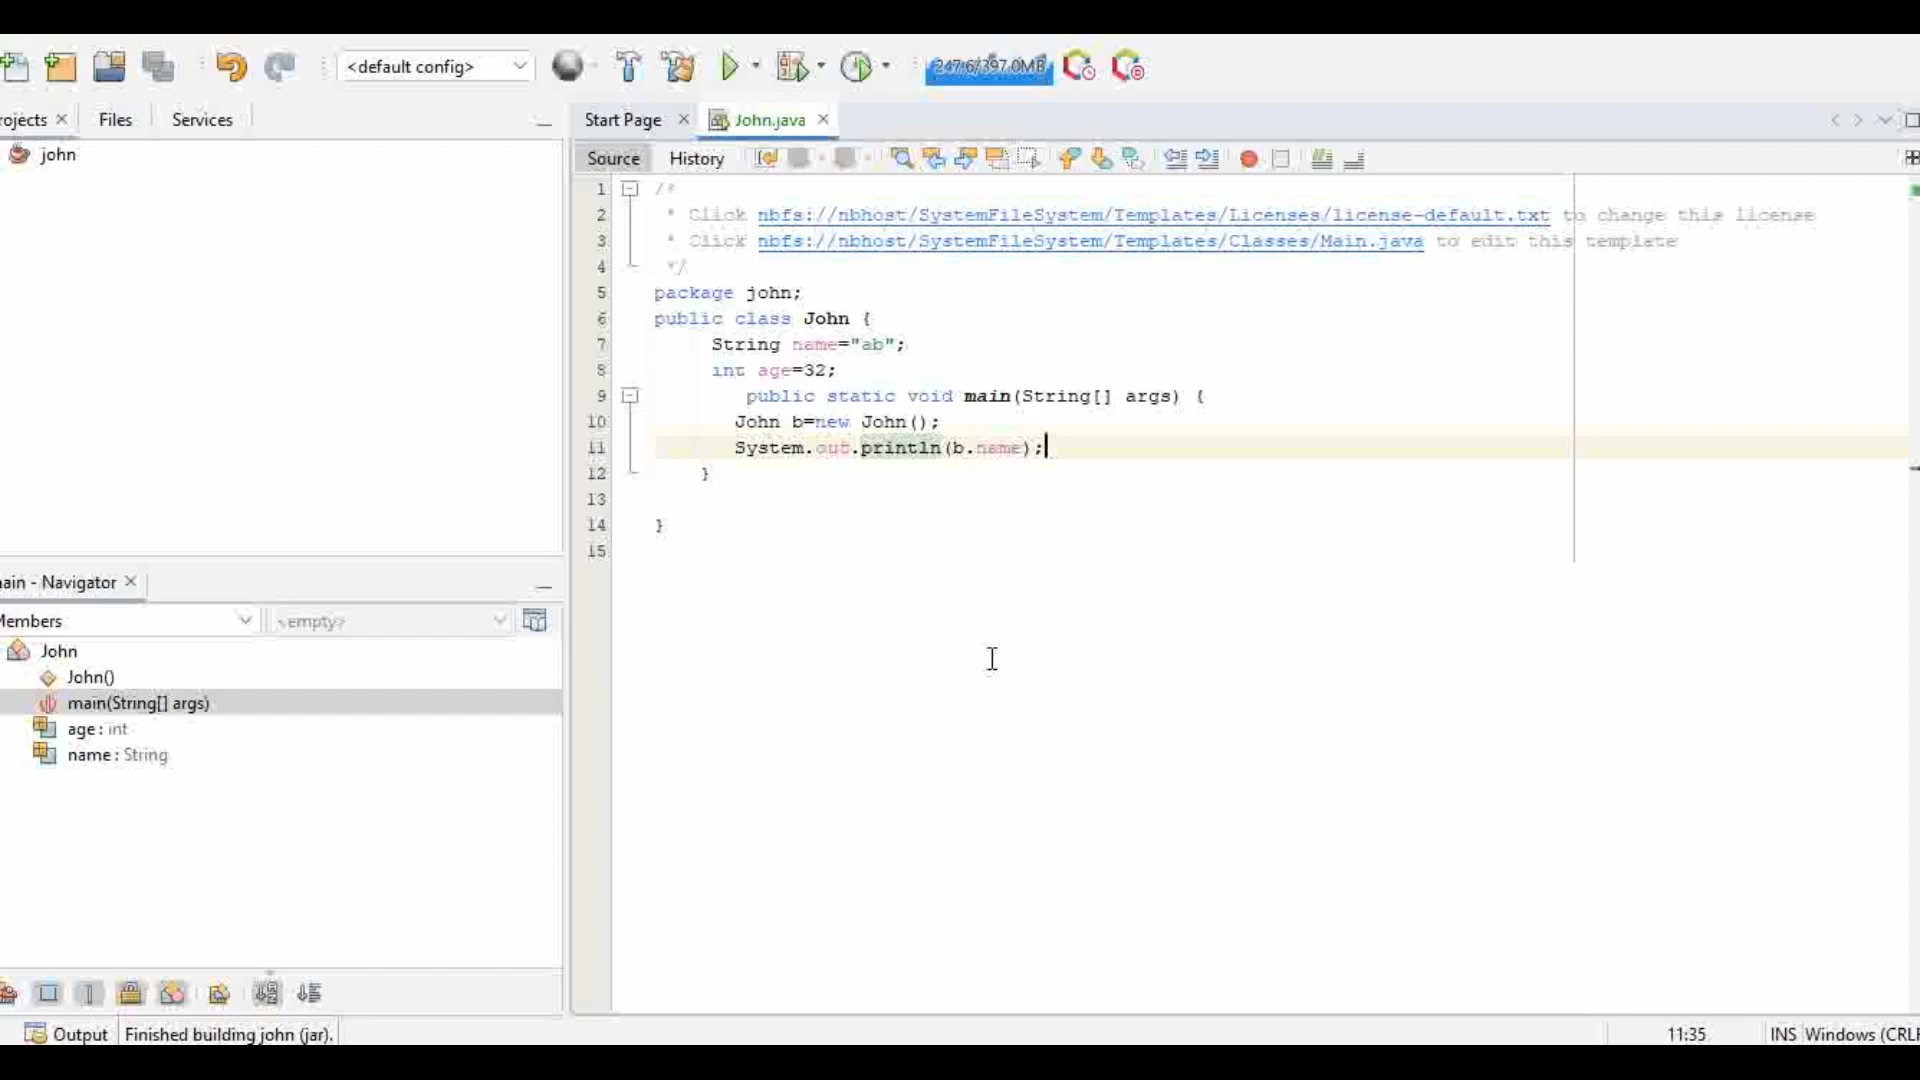 <default config>
247.6/397.0MB
rojects
Files
Services
Start Page
John.java
john
Source
History
1 /*
2 * Click nbfs://nbhost/SystemFileSystem/Templates/Licenses/license-default.txt to change this license
3 * Click nbfs://nbhost/SystemFileSystem/Templates/Classes/Main.java to edit this template
4 */
5 package john;
6 public class John {
7 String name="ab";
8 int age=32;
9 public static void main(String[] args) {
10 John b=new John();
11 System.out.println(b.name);
12 }
13
14 }
15
ain - Navigator
Members
<empty>
John
John()
main(String[] args)
age : int
name : String
Output
Finished building john (jar).
11:35
INS
Windows (CRLF